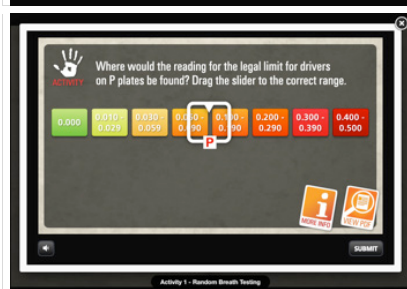 Where would the reading for the legal limit for drivers
on P plates be found? Drag the slider to the correct range.
ACTIVITY
0.000 0.010 - 0.030 - 0.200 - 0.300 - 0.400 -
0.029 0.059 0.290 0.390 0.500
P
MORE INFO
VIEW PDF
SUBMIT
Activity 1 - Random Breath Testing